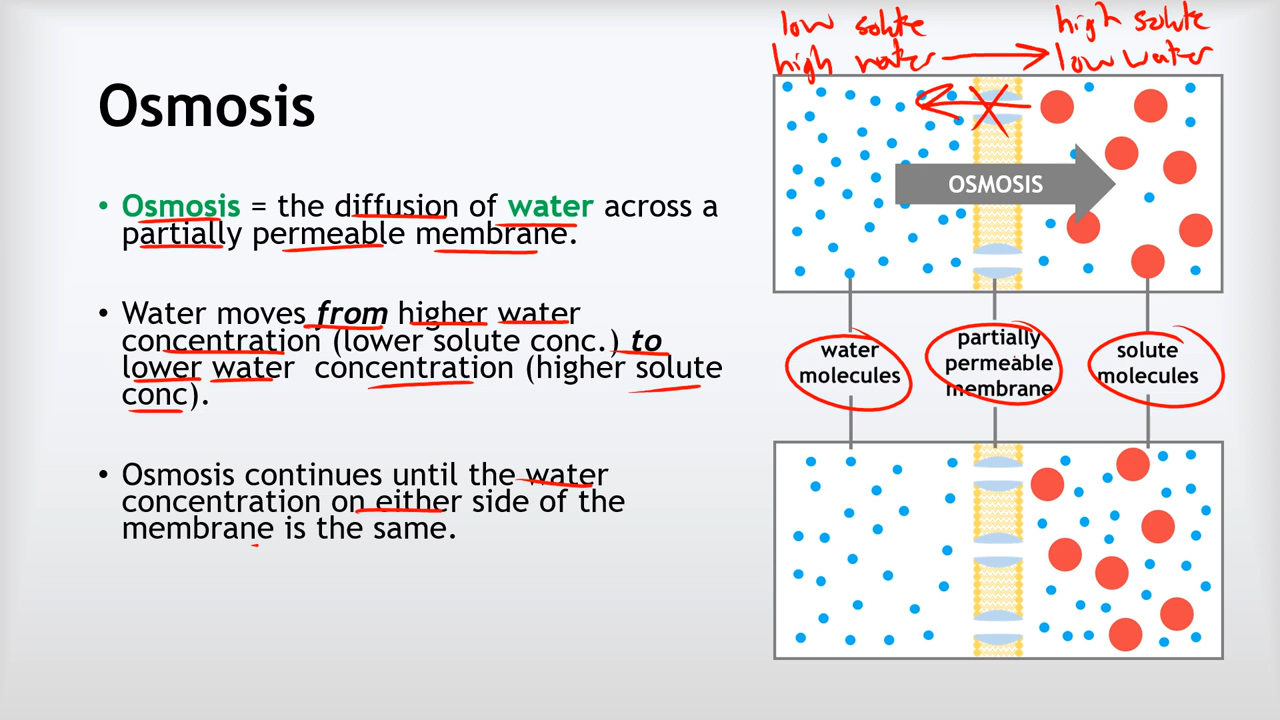 low solute
high water
high solute
low water
Osmosis
• Osmosis = the diffusion of water across a
partially permeable membrane.
• Water moves from higher water
concentration (lower solute conc.) to
lower water concentration (higher solute
conc).
• Osmosis continues until the water
concentration on either side of the
membrane is the same.
OSMOSIS
water
molecules
partially
permeable
membrane
solute
molecules